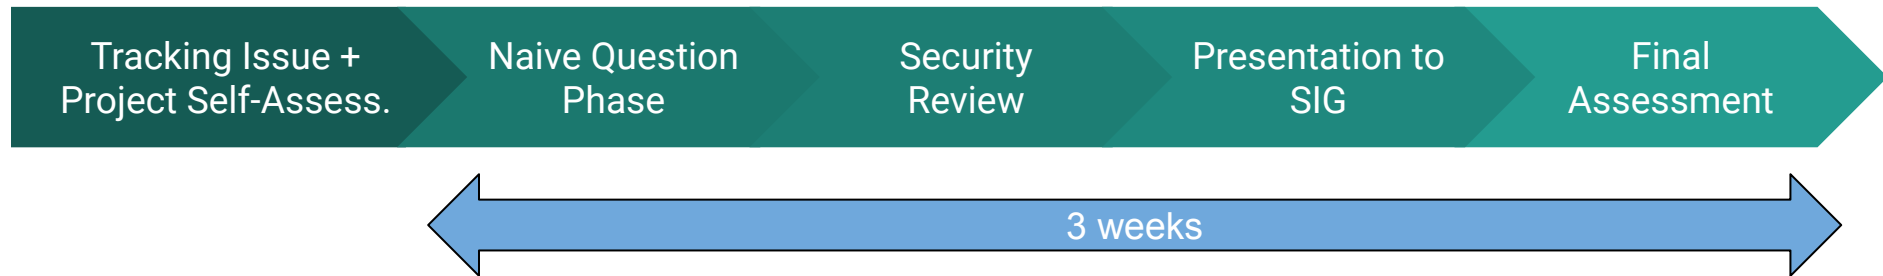 Tracking Issue +
Project Self-Assess.
Naive Question
Phase
Security
Review
Presentation to
SIG
Final
Assessment
3 weeks